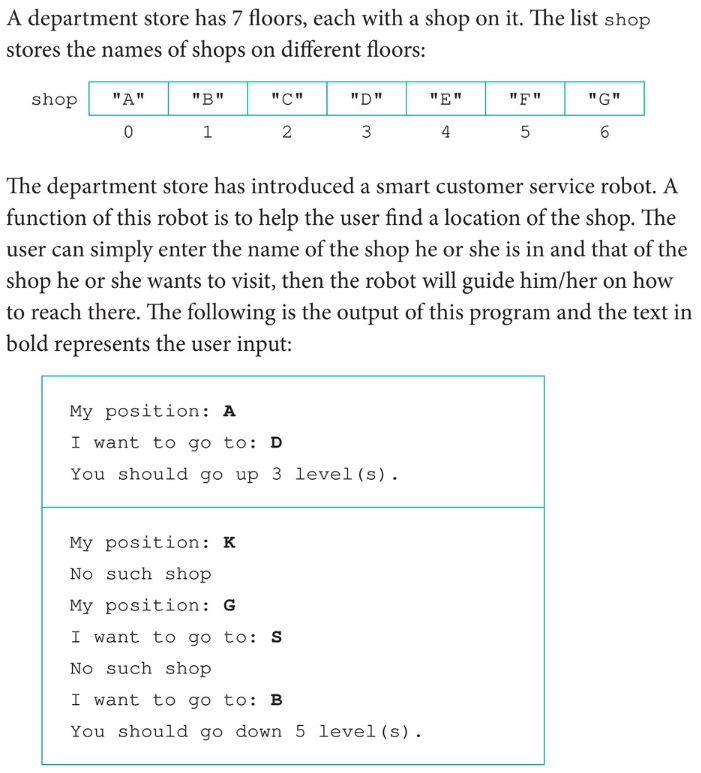 A department store has 7 floors, each with a shop on it. The list shop
stores the names of shops on different floors:
shop "A" "B" "C" "D" "E" "F" "G"
0 1 2 3 4 5 6
The department store has introduced a smart customer service robot. A
function of this robot is to help the user find a location of the shop. The
user can simply enter the name of the shop he or she is in and that of the
shop he or she wants to visit, then the robot will guide him/her on how
to reach there. The following is the output of this program and the text in
bold represents the user input:
My position: A
I want to go to: D
You should go up 3 level(s).
My position: K
No such shop
My position: G
I want to go to: S
No such shop
I want to go to: B
You should go down 5 level(s).